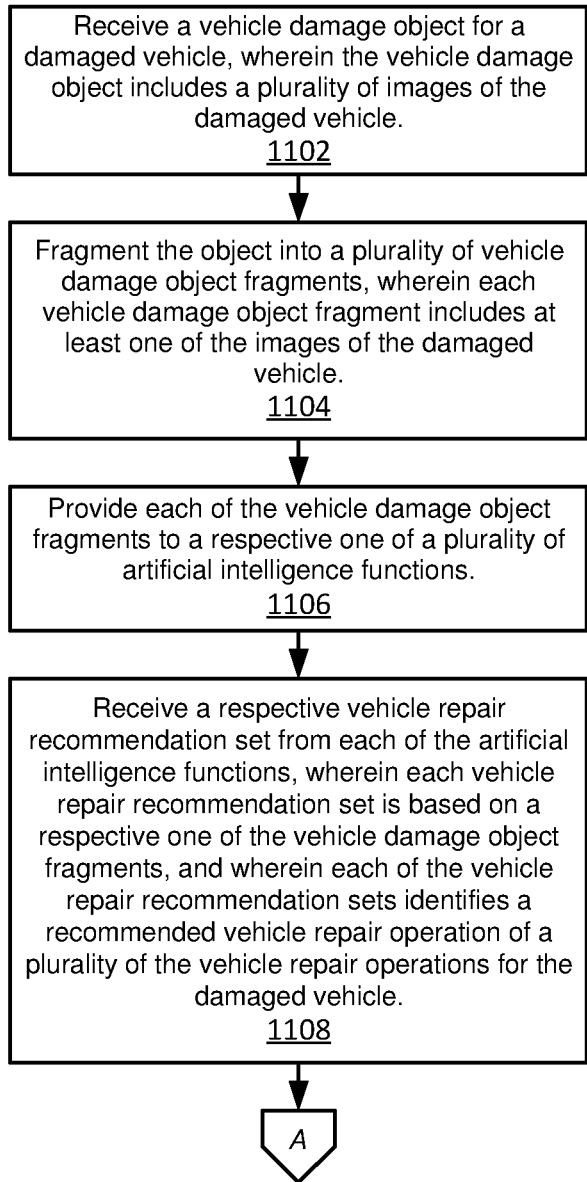 Receive a vehicle damage object for a
damaged vehicle, wherein the vehicle damage
object includes a plurality of images of the
damaged vehicle.
1102
Fragment the object into a plurality of vehicle
damage object fragments, wherein each
vehicle damage object fragment includes at
least one of the images of the damaged
vehicle.
1104
Provide each of the vehicle damage object
fragments to a respective one of a plurality of
artificial intelligence functions.
1106
Receive a respective vehicle repair
recommendation set from each of the artificial
intelligence functions, wherein each vehicle
repair recommendation set is based on a
respective one of the vehicle damage object
fragments, and wherein each of the vehicle
repair recommendation sets identifies a
recommended vehicle repair operation of a
plurality of the vehicle repair operations for the
damaged vehicle.
1108
A